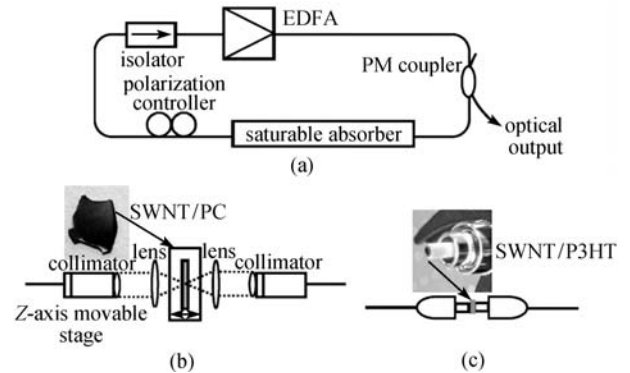 EDFA
isolator
polarization
controller
PM coupler
saturable absorber
optical
output
(a)
SWNT/PC
lens
lens
collimator
collimator
Z-axis movable
stage
(b)
SWNT/P3HT
(c)